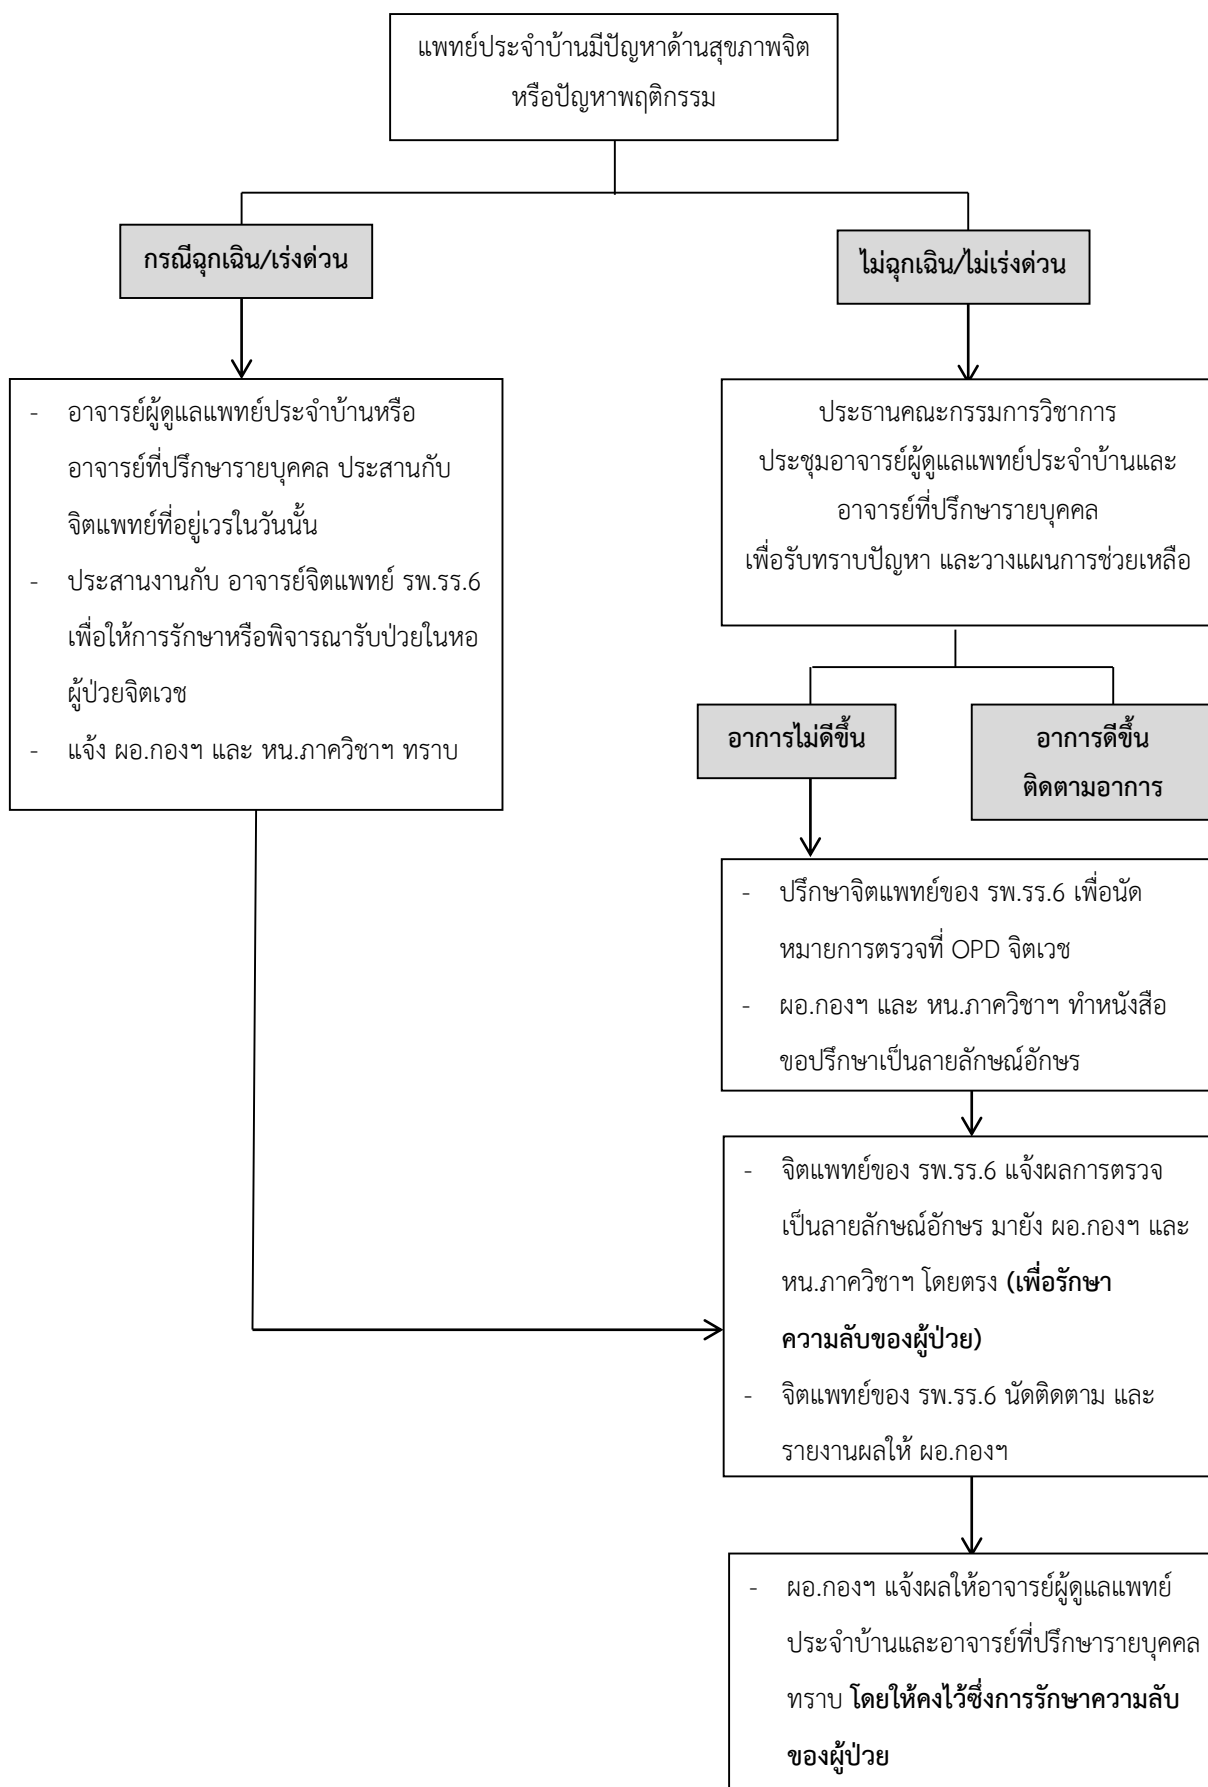 แพทย์ประจำบ้านมีปัญหาด้านสุขภาพจิต
หรือปัญหาพฤติกรรม
กรณีฉุกเฉิน/เร่งด่วน
ไม่ฉุกเฉิน/ไม่เร่งด่วน
- อาจารย์ผู้ดูแลแพทย์ประจำบ้านหรือ
อาจารย์ที่ปรึกษารายบุคคล ประสานกับ
จิตแพทย์ที่อยู่เวรในวันนั้น
- ประสานงานกับ อาจารย์จิตแพทย์ รพ.รร.6
เพื่อให้การรักษาหรือพิจารณารับป่วยในหอ
ผู้ป่วยจิตเวช
- แจ้ง ผอ.กองฯ และ หน.ภาควิชาฯ ทราบ
ประธานคณะกรรมการวิชาการ
ประชุมอาจารย์ผู้ดูแลแพทย์ประจำบ้านและ
อาจารย์ที่ปรึกษารายบุคคล
เพื่อรับทราบปัญหา และวางแผนการช่วยเหลือ
อาการไม่ดีขึ้น
อาการดีขึ้น
ติดตามอาการ
- ปรึกษาจิตแพทย์ของ รพ.รร.6 เพื่อนัด
หมายการตรวจที่ OPD จิตเวช
- ผอ.กองฯ และ หน.ภาควิชาฯ ทำหนังสือ
ขอปรึกษาเป็นลายลักษณ์อักษร
- จิตแพทย์ของ รพ.รร.6 แจ้งผลการตรวจ
เป็นลายลักษณ์อักษร มายัง ผอ.กองฯ และ
หน.ภาควิชาฯ โดยตรง (เพื่อรักษา
ความลับของผู้ป่วย)
- จิตแพทย์ของ รพ.รร.6 นัดติดตาม และ
รายงานผลให้ ผอ.กองฯ
- ผอ.กองฯ แจ้งผลให้อาจารย์ผู้ดูแลแพทย์
ประจำบ้านและอาจารย์ที่ปรึกษารายบุคคล
ทราบ โดยให้คงไว้ซึ่งการรักษาความลับ
ของผู้ป่วย